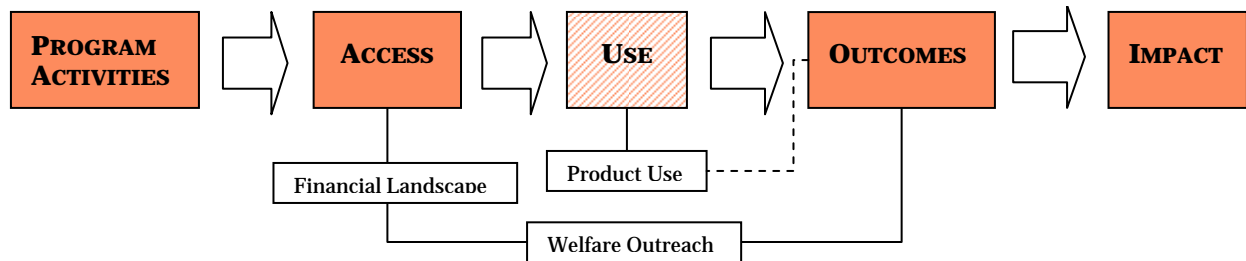 PROGRAM
ACTIVITIES
ACCESS
USE
OUTCOMES
IMPACT
Financial Landscape
Product Use
Welfare Outreach